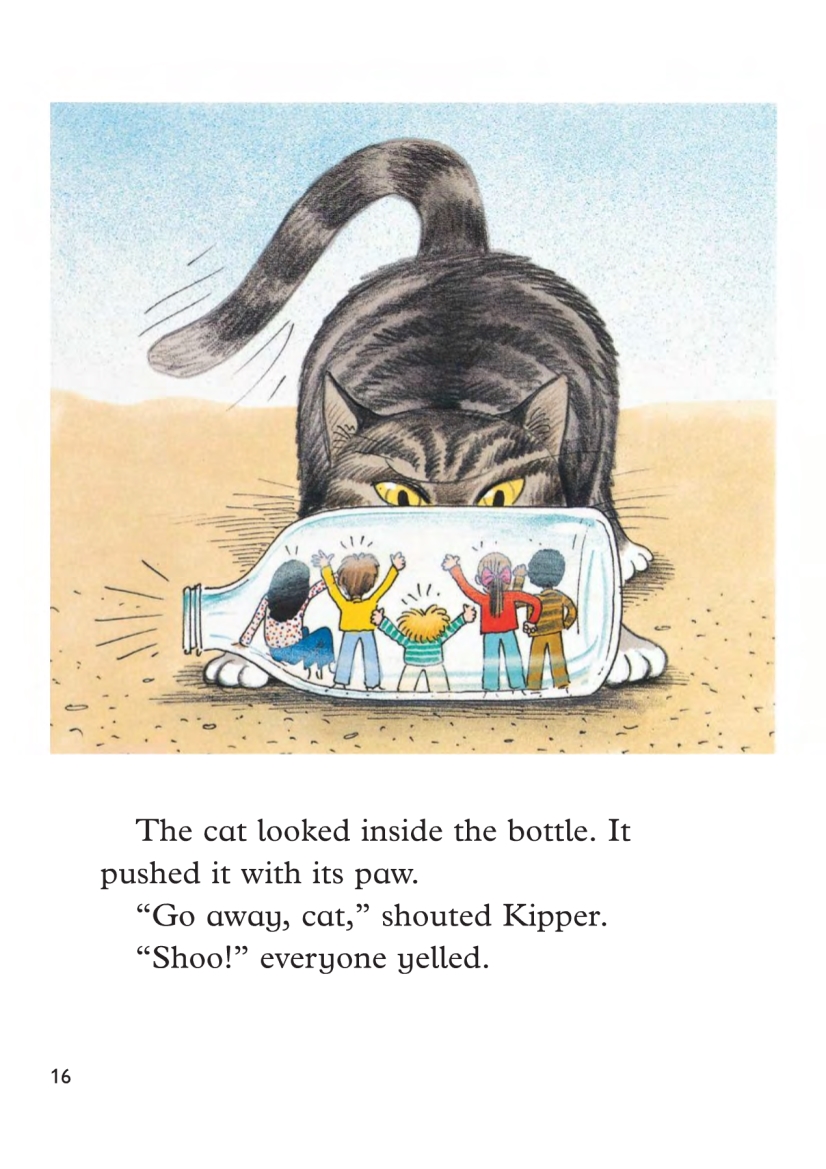 The cat looked inside the bottle. It
pushed it with its paw.
“Go away, cat,” shouted Kipper.
“Shoo!” everyone yelled.
16